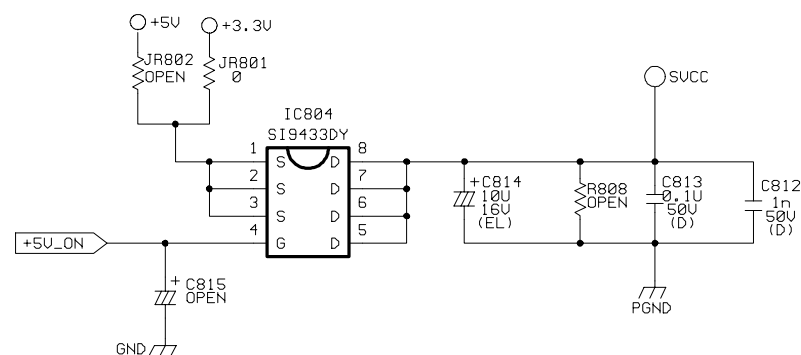 +5V
+3.3V
JR802
OPEN
JR801
0
IC804
SI9433DY
1
8
S
D
2
7
S
D
3
6
S
D
4
5
G
D
+5V_ON
+
C815
OPEN
GND
+
C814
10U
16V
(EL)
R808
OPEN
SVCC
C813
0.1U
50V
(D)
C812
1n
50V
(D)
PGND